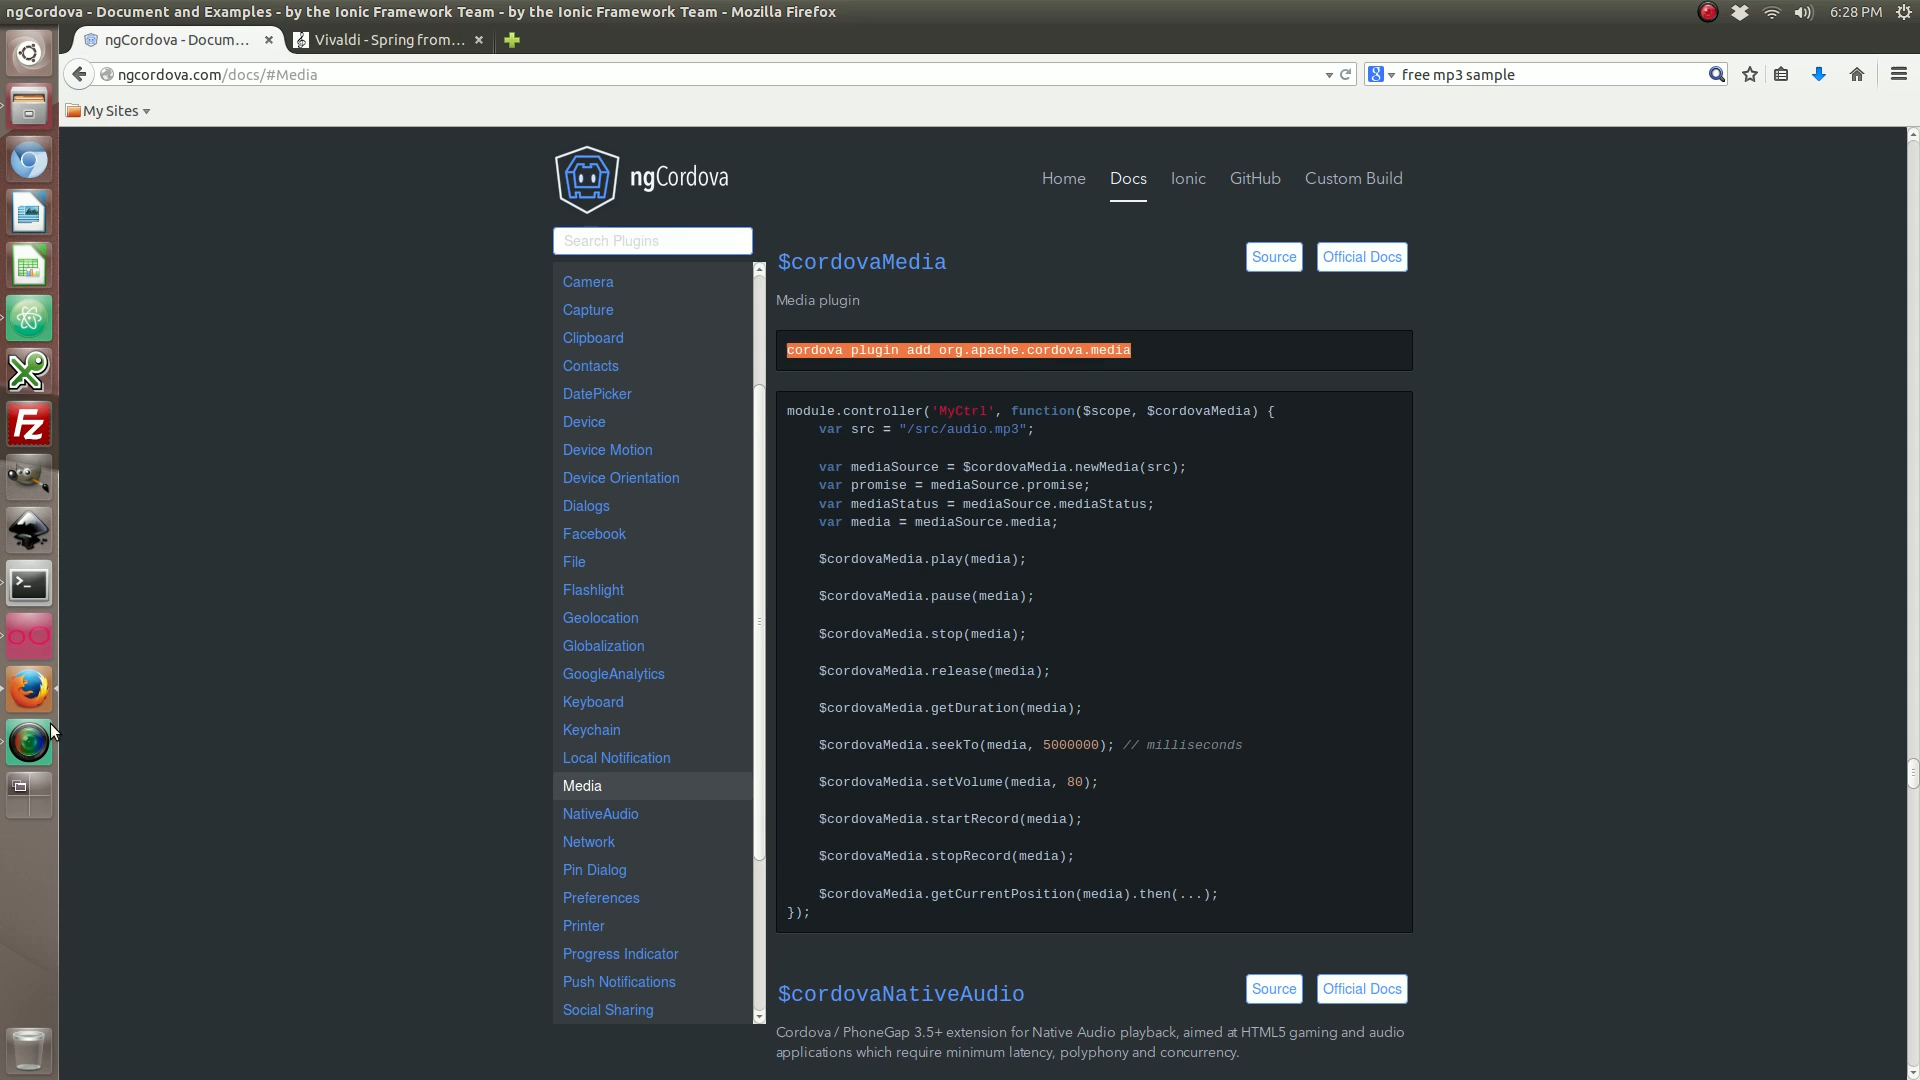 ngCordova - Document and Examples - by the Ionic Framework Team - by the Ionic Framework Team - Mozilla Firefox
6:28 PM
ngCordova - Docum...
Vivaldi - Spring from...
ngcordova.com/docs/#Media
free mp3 sample
My Sites
ngCordova
Home
Docs
Ionic
GitHub
Custom Build
Search Plugins
Camera
Capture
Clipboard
Contacts
DatePicker
Device
Device Motion
Device Orientation
Dialogs
Facebook
File
Flashlight
Geolocation
Globalization
GoogleAnalytics
Keyboard
Keychain
Local Notification
Media
NativeAudio
Network
Pin Dialog
Preferences
Printer
Progress Indicator
Push Notifications
Social Sharing
$cordovaMedia
Source
Official Docs
Media plugin
cordova plugin add org.apache.cordova.media
module.controller('MyCtrl', function($scope, $cordovaMedia) {
    var src = "/src/audio.mp3";
    var mediaSource = $cordovaMedia.newMedia(src);
    var promise = mediaSource.promise;
    var mediaStatus = mediaSource.mediaStatus;
    var media = mediaSource.media;
    $cordovaMedia.play(media);
    $cordovaMedia.pause(media);
    $cordovaMedia.stop(media);
    $cordovaMedia.release(media);
    $cordovaMedia.getDuration(media);
    $cordovaMedia.seekTo(media, 5000000); // milliseconds
    $cordovaMedia.setVolume(media, 80);
    $cordovaMedia.startRecord(media);
    $cordovaMedia.stopRecord(media);
    $cordovaMedia.getCurrentPosition(media).then(...);
});
$cordovaNativeAudio
Source
Official Docs
Cordova / PhoneGap 3.5+ extension for Native Audio playback, aimed at HTML5 gaming and audio
applications which require minimum latency, polyphony and concurrency.